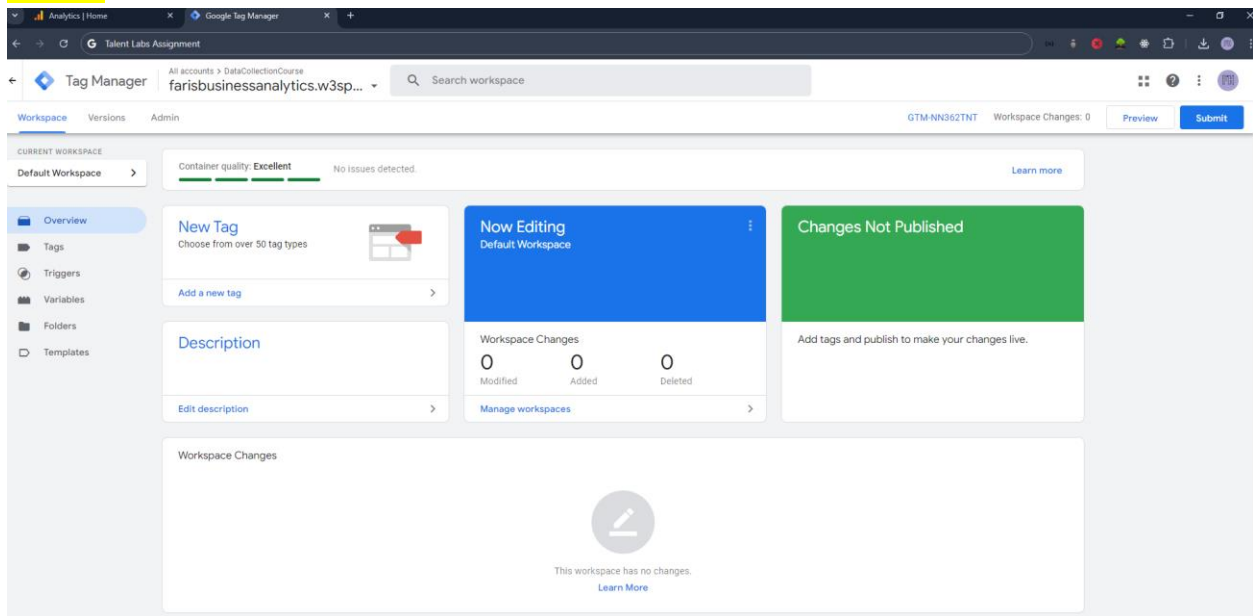 Analytics | Home
Google Tag Manager
Talent Labs Assignment
Tag Manager
All accounts > DataCollectionCourse
farisbusinessanalytics.w3sp...
Search workspace
Workspace Versions Admin
GTM-NN362TNT Workspace Changes: 0 Preview Submit
CURRENT WORKSPACE
Default Workspace
Container quality: Excellent No issues detected. Learn more
Overview
Tags
Triggers
Variables
Folders
Templates
New Tag
Choose from over 50 tag types
Add a new tag
Now Editing
Default Workspace
Changes Not Published
Description
Edit description
Workspace Changes
0 0 0
Modified Added Deleted
Manage workspaces
Add tags and publish to make your changes live.
Workspace Changes
This workspace has no changes.
Learn More